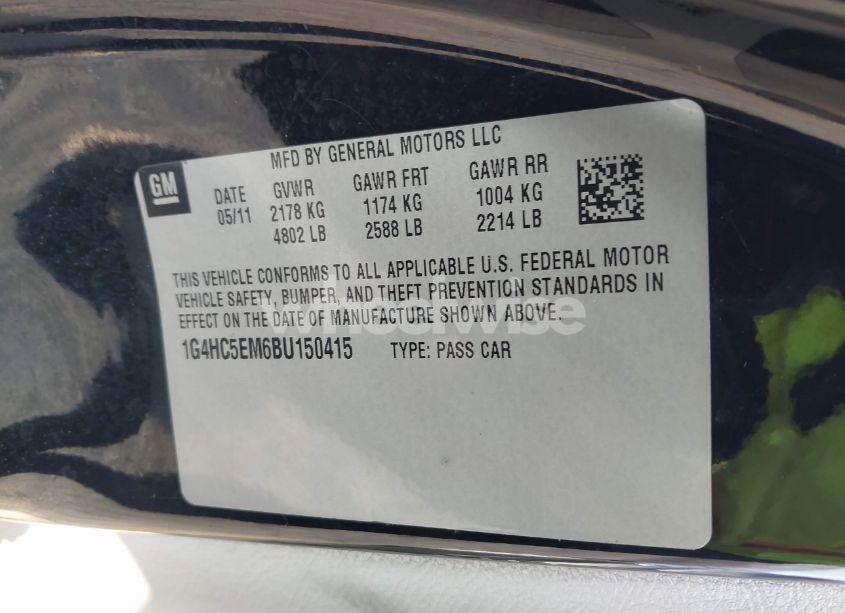 MFD BY GENERAL MOTORS LLC
GM
DATE GVWR GAWR FRT GAWR RR
05/11 2178 KG 1174 KG 1004 KG
4802 LB 2588 LB 2214 LB
THIS VEHICLE CONFORMS TO ALL APPLICABLE U.S. FEDERAL MOTOR
VEHICLE SAFETY, BUMPER, AND THEFT PREVENTION STANDARDS IN
EFFECT ON THE DATE OF MANUFACTURE SHOWN ABOVE.
wheelwise
1G4HC5EM6BU150415 TYPE: PASS CAR